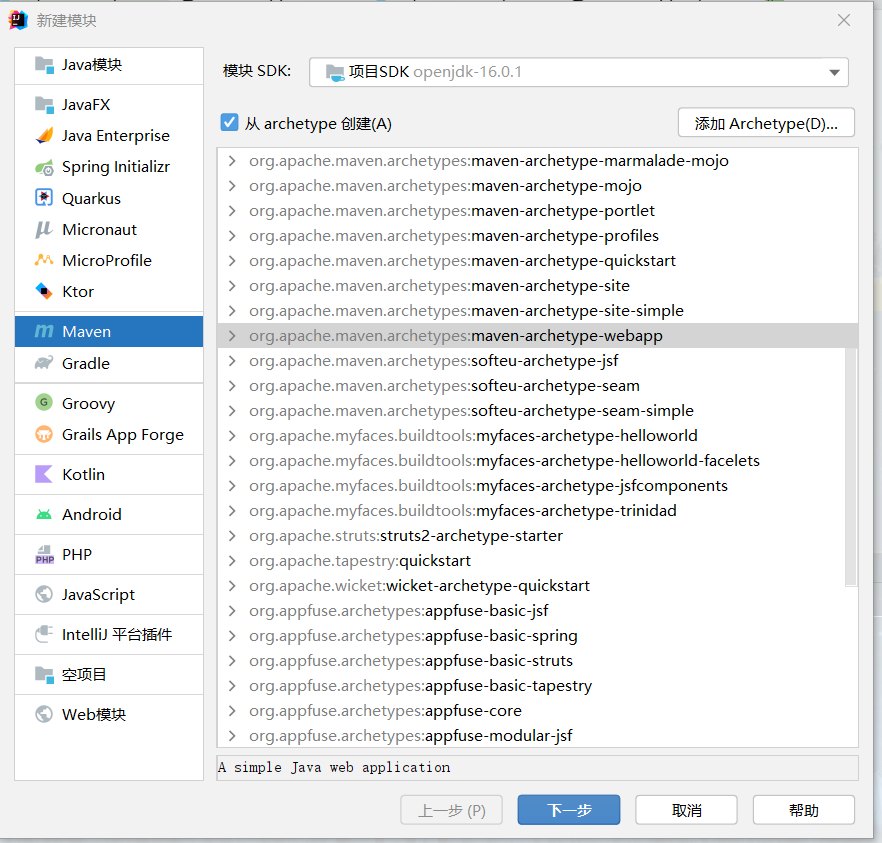 新建模块
Java模块
JavaFX
Java Enterprise
Spring Initializr
Quarkus
Micronaut
MicroProfile
Ktor
Maven
Gradle
Groovy
Grails App Forge
Kotlin
Android
PHP
JavaScript
IntelliJ 平台插件
空项目
Web模块
模块 SDK: 项目SDK openjdk-16.0.1
从 archetype 创建(A) 添加 Archetype(D)...
org.apache.maven.archetypes:maven-archetype-marmalade-mojo
org.apache.maven.archetypes:maven-archetype-mojo
org.apache.maven.archetypes:maven-archetype-portlet
org.apache.maven.archetypes:maven-archetype-profiles
org.apache.maven.archetypes:maven-archetype-quickstart
org.apache.maven.archetypes:maven-archetype-site
org.apache.maven.archetypes:maven-archetype-site-simple
org.apache.maven.archetypes:maven-archetype-webapp
org.apache.maven.archetypes:softeu-archetype-jsf
org.apache.maven.archetypes:softeu-archetype-seam
org.apache.maven.archetypes:softeu-archetype-seam-simple
org.apache.myfaces.buildtools:myfaces-archetype-helloworld
org.apache.myfaces.buildtools:myfaces-archetype-helloworld-facelets
org.apache.myfaces.buildtools:myfaces-archetype-jsfcomponents
org.apache.myfaces.buildtools:myfaces-archetype-trinidad
org.apache.struts:struts2-archetype-starter
org.apache.tapestry:quickstart
org.apache.wicket:wicket-archetype-quickstart
org.appfuse.archetypes:appfuse-basic-jsf
org.appfuse.archetypes:appfuse-basic-spring
org.appfuse.archetypes:appfuse-basic-struts
org.appfuse.archetypes:appfuse-basic-tapestry
org.appfuse.archetypes:appfuse-core
org.appfuse.archetypes:appfuse-modular-jsf
A simple Java web application
上一步 (P) 下一步 取消 帮助